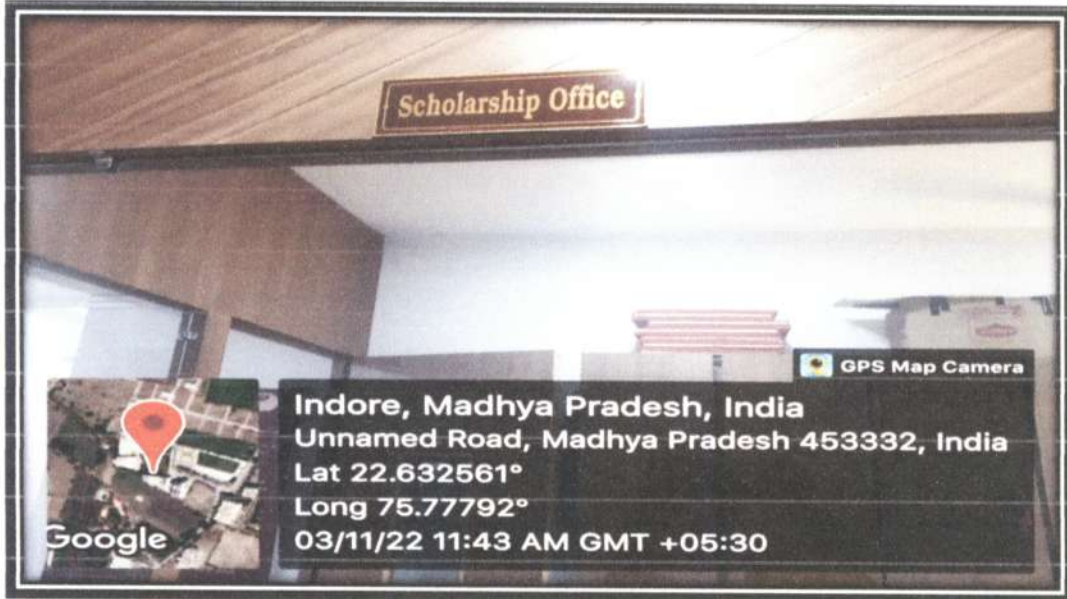 Scholarship Office
GPS Map Camera
Indore, Madhya Pradesh, India
Unnamed Road, Madhya Pradesh 453332, India
Lat 22.632561°
Long 75.77792°
03/11/22 11:43 AM GMT +05:30
Google